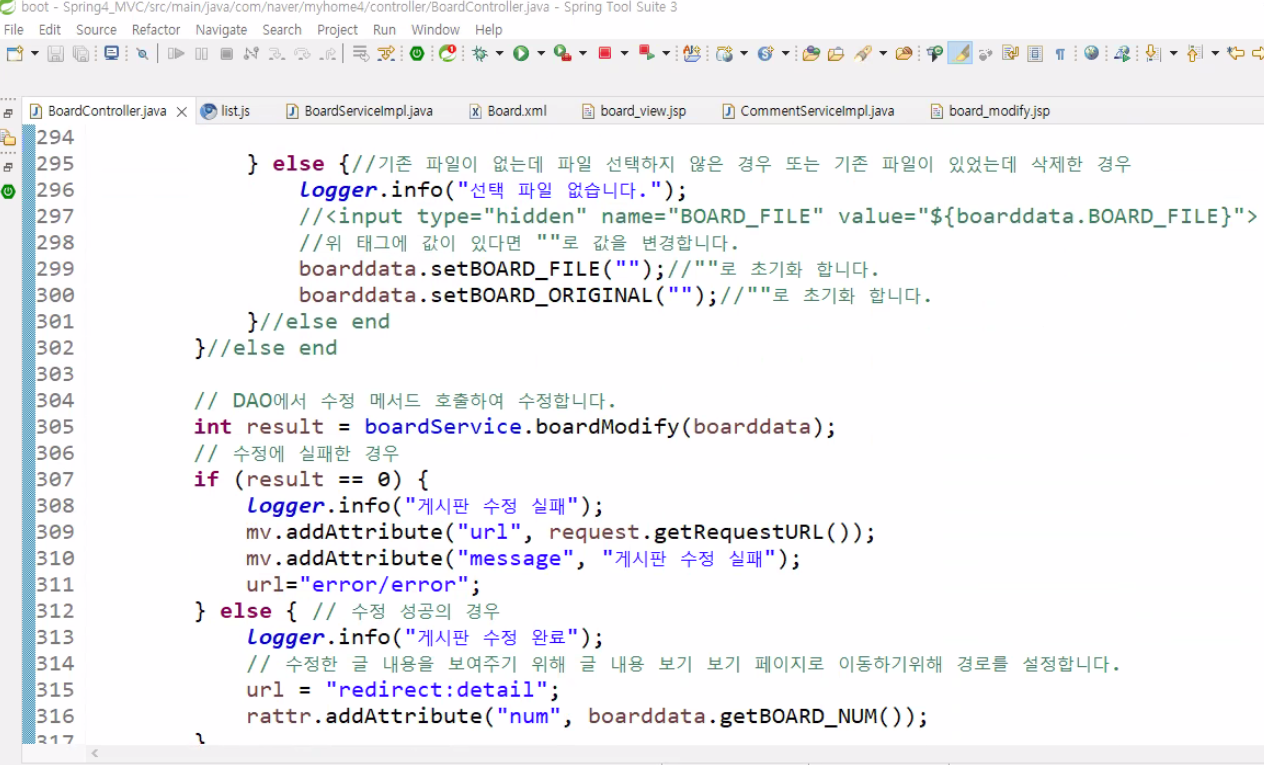 boot - Spring4_MVC/src/main/java/com/naver/myhome4/controller/BoardController.java - Spring Tool Suite 3
File Edit Source Refactor Navigate Search Project Run Window Help
BoardController.java list.js BoardServiceImpl.java Board.xml board_view.jsp CommentServiceImpl.java board_modify.jsp
294
295 } else {//기존 파일이 없는데 파일 선택하지 않은 경우 또는 기존 파일이 있었는데 삭제한 경우
296 logger.info("선택 파일 없습니다.");
297 //<input type="hidden" name="BOARD_FILE" value="${boarddata.BOARD_FILE}">
298 //위 태그에 값이 있다면 ""로 값을 변경합니다.
299 boarddata.setBOARD_FILE("");//""로 초기화 합니다.
300 boarddata.setBOARD_ORIGINAL("");//""로 초기화 합니다.
301 }//else end
302 }//else end
303
304 // DAO에서 수정 메서드 호출하여 수정합니다.
305 int result = boardService.boardModify(boarddata);
306 // 수정에 실패한 경우
307 if (result == 0) {
308 logger.info("게시판 수정 실패");
309 mv.addAttribute("url", request.getRequestURL());
310 mv.addAttribute("message", "게시판 수정 실패");
311 url="error/error";
312 } else { // 수정 성공의 경우
313 logger.info("게시판 수정 완료");
314 // 수정한 글 내용을 보여주기 위해 글 내용 보기 보기 페이지로 이동하기위해 경로를 설정합니다.
315 url = "redirect:detail";
316 rattr.addAttribute("num", boarddata.getBOARD_NUM());
317 }